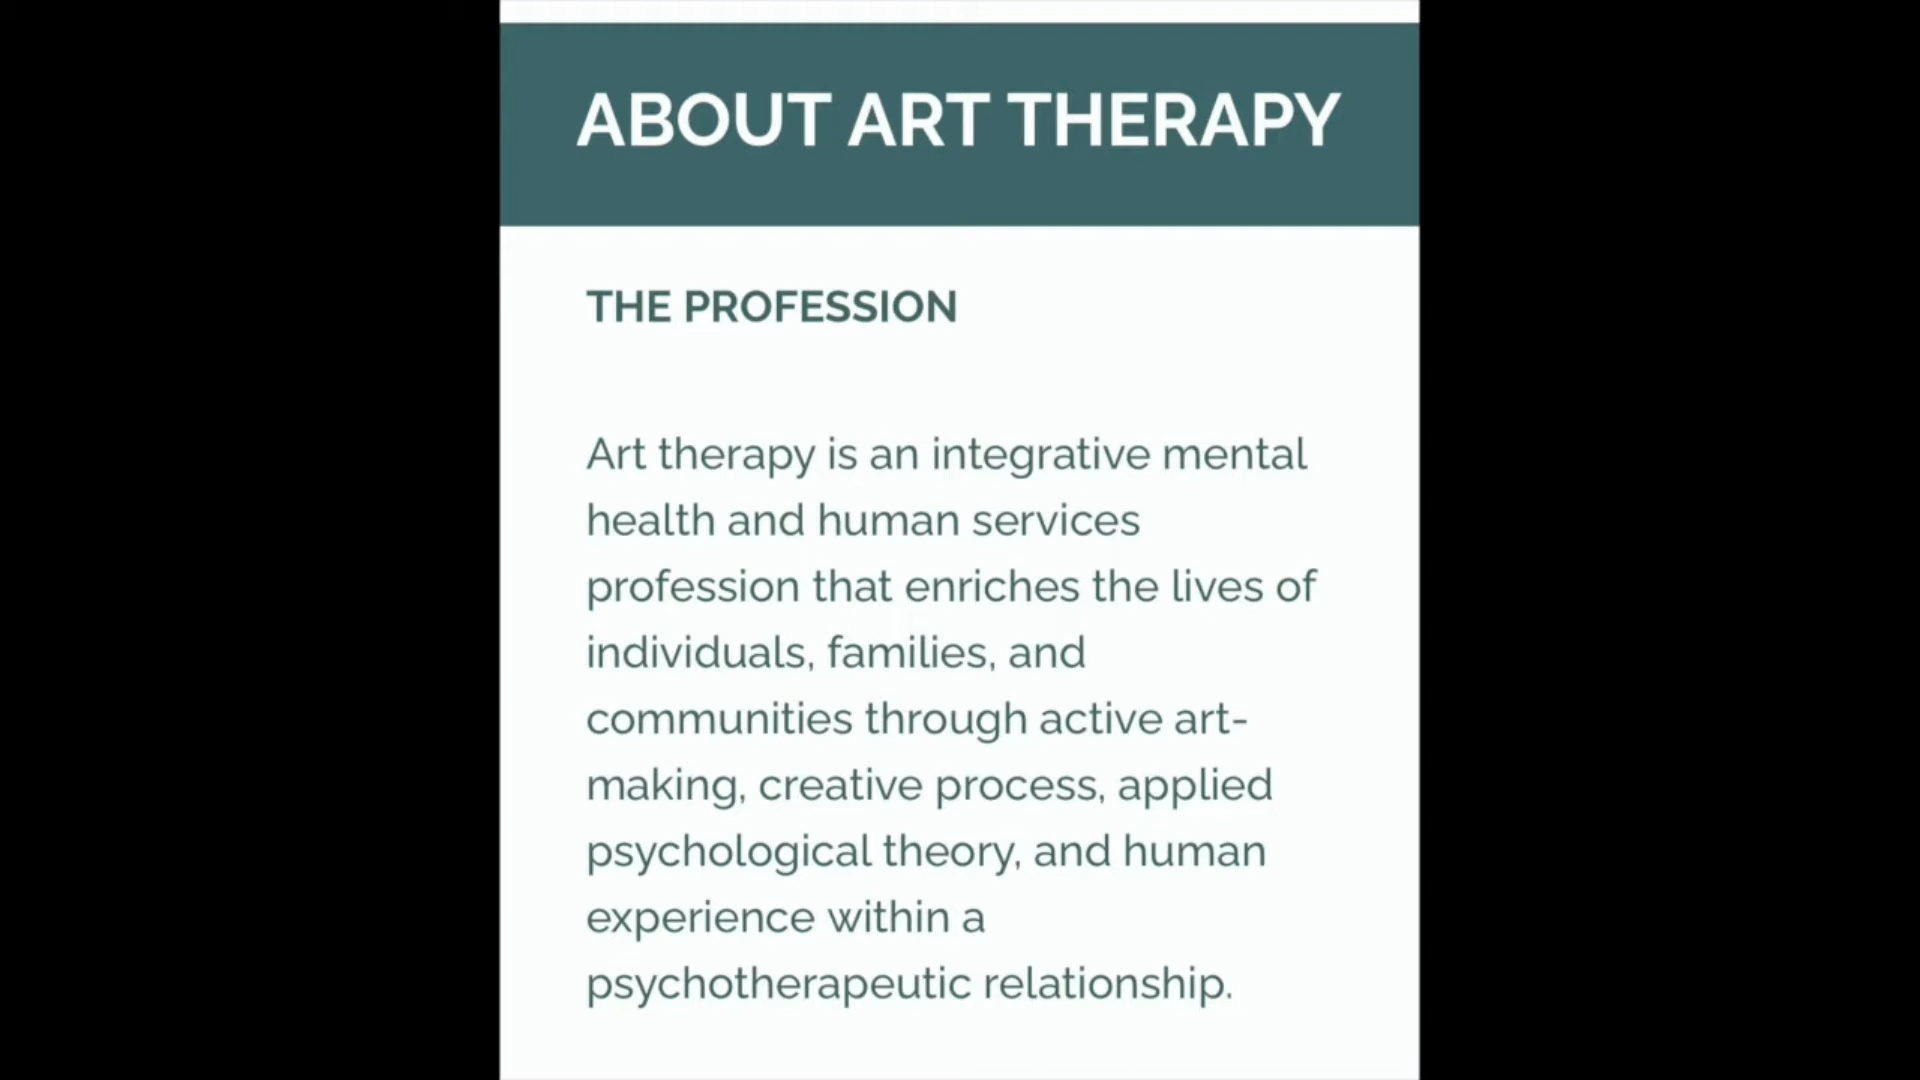 ABOUT ART THERAPY
THE PROFESSION
Art therapy is an integrative mental
health and human services
profession that enriches the lives of
individuals, families, and
communities through active art-
making, creative process, applied
psychological theory, and human
experience within a
psychotherapeutic relationship.